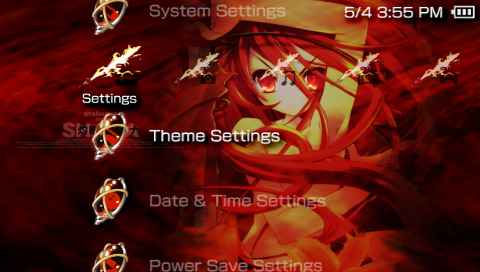 System Settings
5/4 3:55 PM
Settings
Theme Settings
Date & Time Settings
Power Save Settings